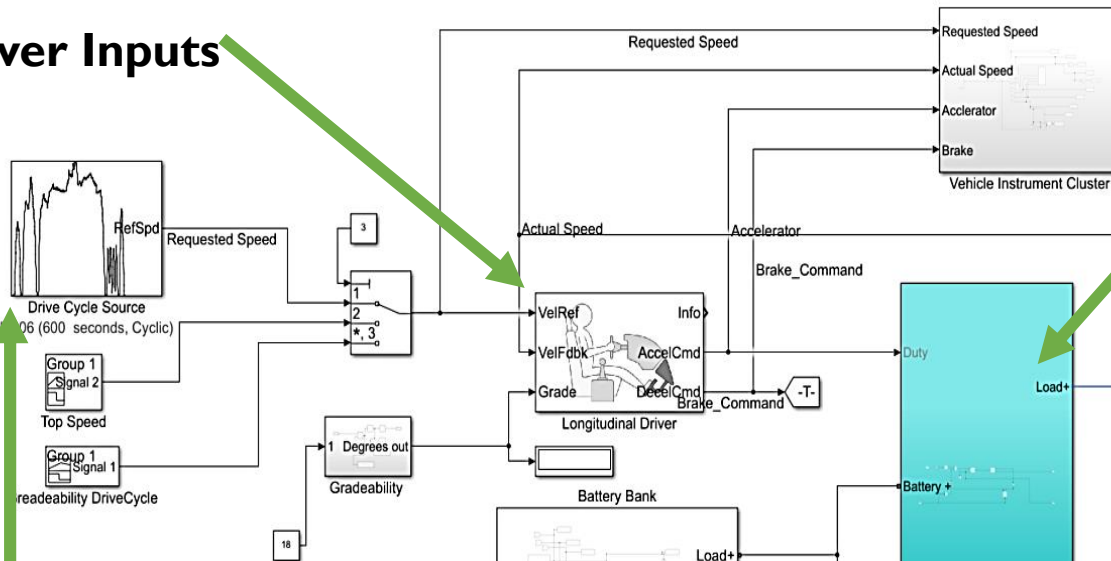 ver Inputs
Requested Speed
Requested Speed
Actual Speed
Acclerator
Brake
Vehicle Instrument Cluster
RefSpd
Requested Speed
3
Actual Speed
Accelerator
Brake_Command
Drive Cycle Source
06 (600 seconds, Cyclic)
1
2
*, 3
VelRef
Info
VelFdbk
AccelCmd
Grade
DecelCmd
Brake_Command
-T-
Longitudinal Driver
Duty
Load+
Battery +
Group 1
Signal 2
Top Speed
Group 1
Signal 1
readeability DriveCycle
1
Degrees out
Gradeability
Battery Bank
18
Load+